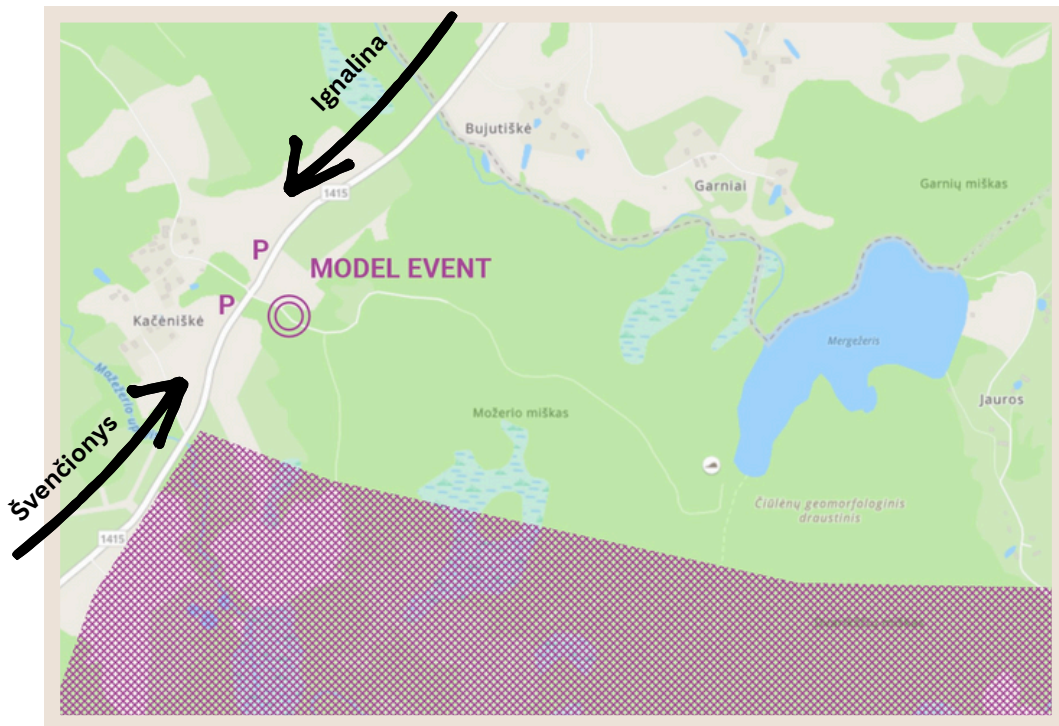 Ignalina
Bujutiškė
Garniai
Garnių miškas
1415
P
MODEL EVENT
P
Kačėniškė
Mergežeris
Jauros
Možerio miškas
Švenčionys
Čiūlėnų geomorfologinis
draustinis
1415